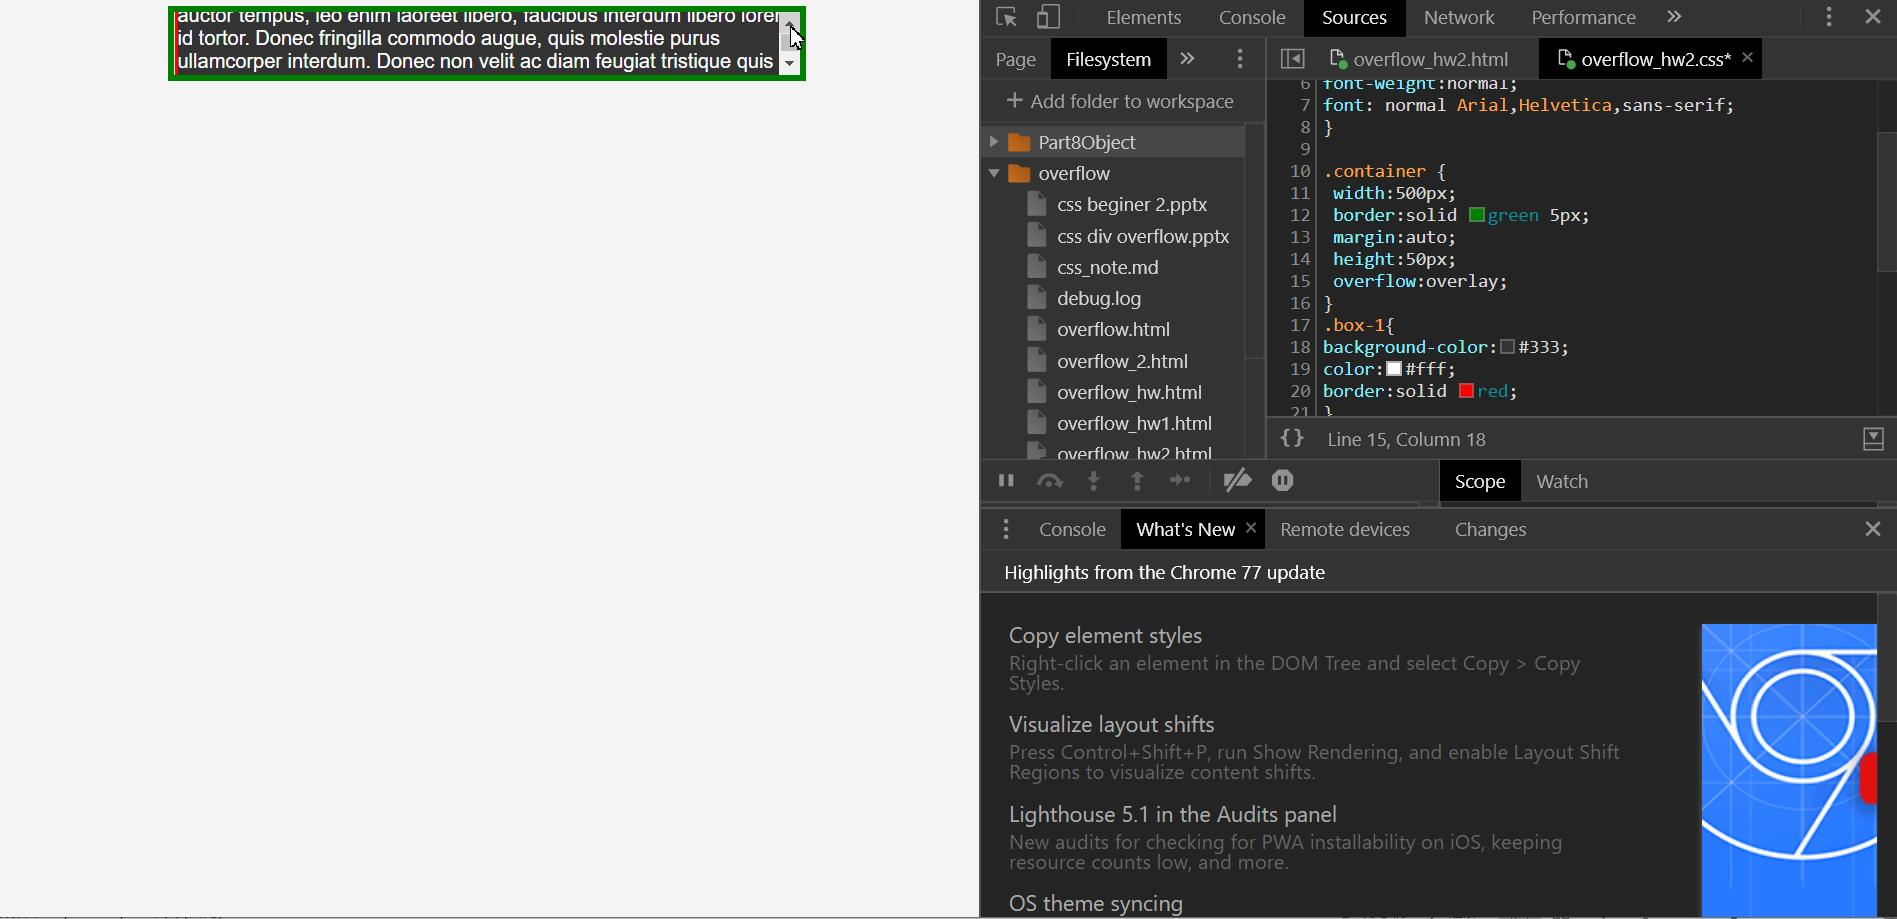 auctor tempus, leo enim laoreet libero, faucibus interdum libero lorem
id tortor. Donec fringilla commodo augue, quis molestie purus
ullamcorper interdum. Donec non velit ac diam feugiat tristique quis
Elements Console Sources Network Performance
Page Filesystem
Add folder to workspace
Part8Object
overflow
css beginer 2.pptx
css div overflow.pptx
css_note.md
debug.log
overflow.html
overflow_2.html
overflow_hw.html
overflow_hw1.html
overflow_hw2.html
overflow_hw2.html overflow_hw2.css*
6 font-weight:normal;
7 font: normal Arial,Helvetica,sans-serif;
8 }
9
10 .container {
11 width:500px;
12 border:solid green 5px;
13 margin:auto;
14 height:50px;
15 overflow:overlay;
16 }
17 .box-1{
18 background-color:#333;
19 color:#fff;
20 border:solid red;
21 }
{} Line 15, Column 18
Scope Watch
Console What's New Remote devices Changes
Highlights from the Chrome 77 update
Copy element styles
Right-click an element in the DOM Tree and select Copy > Copy
Styles.
Visualize layout shifts
Press Control+Shift+P, run Show Rendering, and enable Layout Shift
Regions to visualize content shifts.
Lighthouse 5.1 in the Audits panel
New audits for checking for PWA installability on iOS, keeping
resource counts low, and more.
OS theme syncing